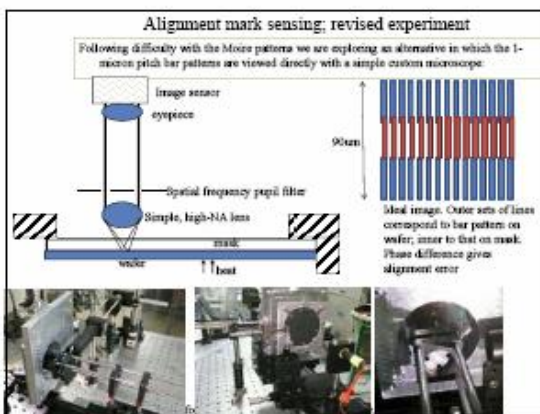 Alignment mark sensing; revised experiment
Following difficulty with the Moire patterns we are exploring an alternative in which the 1-
micron pitch bar patterns are viewed directly with a simple custom microscope:
Image sensor
eyepiece
90um
Spatial frequency pupil filter
Simple, high-NA lens
mask
wafer
heat
Ideal image. Outer sets of lines
correspond to bar pattern on
wafer; inner to that on mask.
Phase difference gives
alignment error